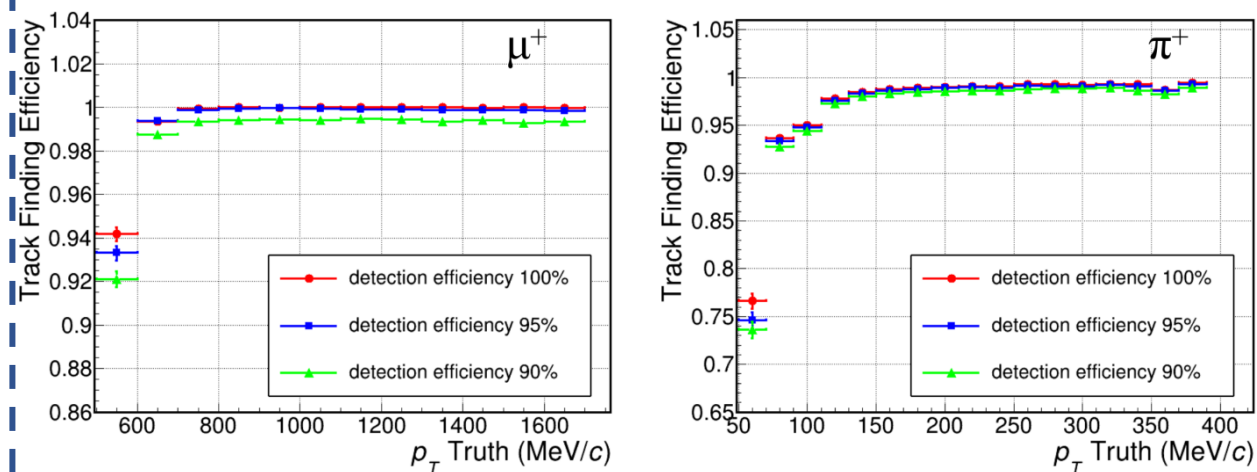 1.04
1.02
1
0.98
0.96
0.94
0.92
0.9
0.88
0.86
Track Finding Efficiency
μ+
detection efficiency 100%
detection efficiency 95%
detection efficiency 90%
600 800 1000 1200 1400 1600
pT Truth (MeV/c)
1.05
1
0.95
0.9
0.85
0.8
0.75
0.7
0.65
Track Finding Efficiency
π+
detection efficiency 100%
detection efficiency 95%
detection efficiency 90%
50 100 150 200 250 300 350 400
pT Truth (MeV/c)